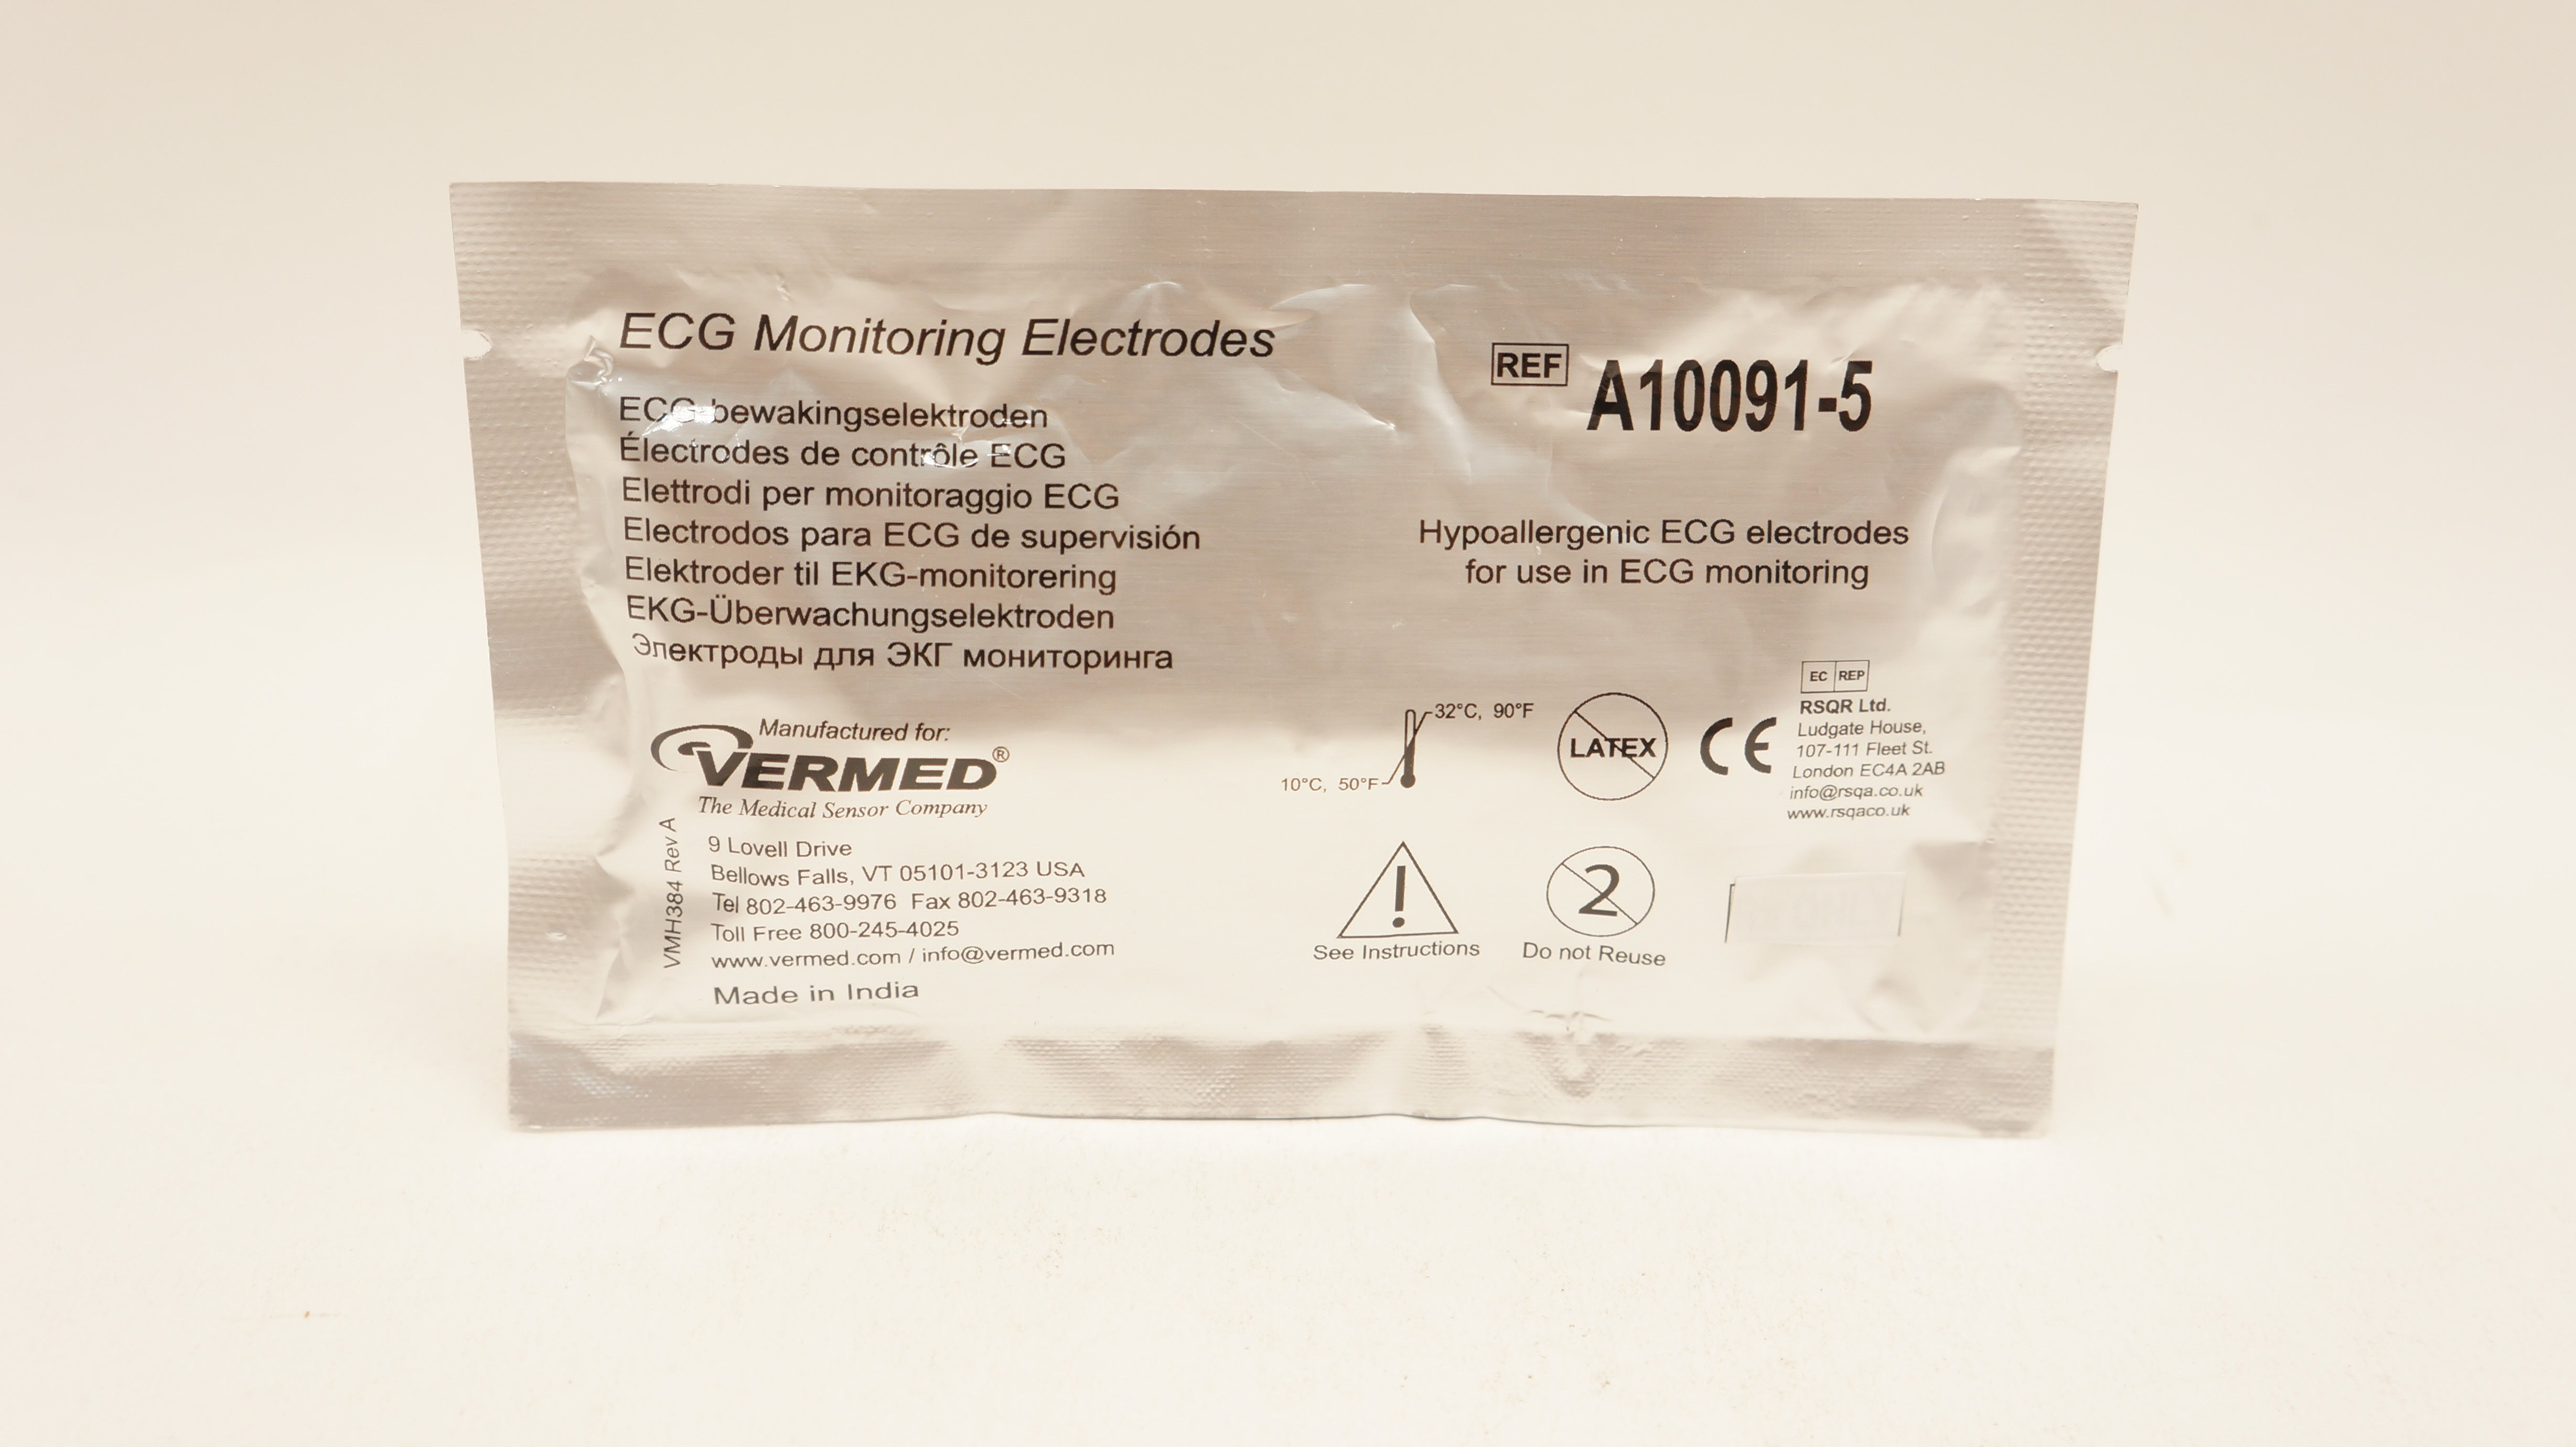 ECG Monitoring Electrodes
ECG-bewakingselektroden
Électrodes de contrôle ECG
Elettrodi per monitoraggio ECG
Electrodos para ECG de supervisión
Elektroder til EKG-monitorering
EKG-Überwachungselektroden
Электроды для ЭКГ мониторинга
REF A10091-5
Hypoallergenic ECG electrodes
for use in ECG monitoring
Manufactured for:
VERMED®
The Medical Sensor Company
9 Lovell Drive
Bellows Falls, VT 05101-3123 USA
Tel 802-463-9976 Fax 802-463-9318
Toll Free 800-245-4025
www.vermed.com / info@vermed.com
Made in India
VMH384 Rev A
32°C, 90°F
10°C, 50°F
LATEX
CE
EC REP
RSQR Ltd.
Ludgate House,
107-111 Fleet St.
London EC4A 2AB
info@rsqa.co.uk
www.rsqaco.uk
!
See Instructions
2
Do not Reuse